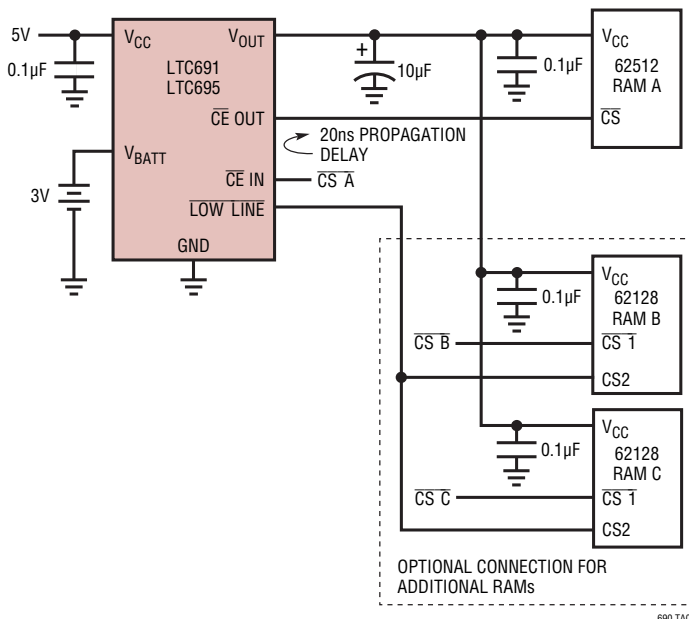 5V
0.1µF
VCC
VOUT
LTC691
LTC695
CE OUT
VBATT
CE IN
LOW LINE
GND
3V
10µF
0.1µF
VCC
62512
RAM A
CS
20ns PROPAGATION
DELAY
CS A
VCC
0.1µF
62128
RAM B
CS B
CS 1
CS2
VCC
0.1µF
62128
RAM C
CS C
CS 1
CS2
OPTIONAL CONNECTION FOR
ADDITIONAL RAMs